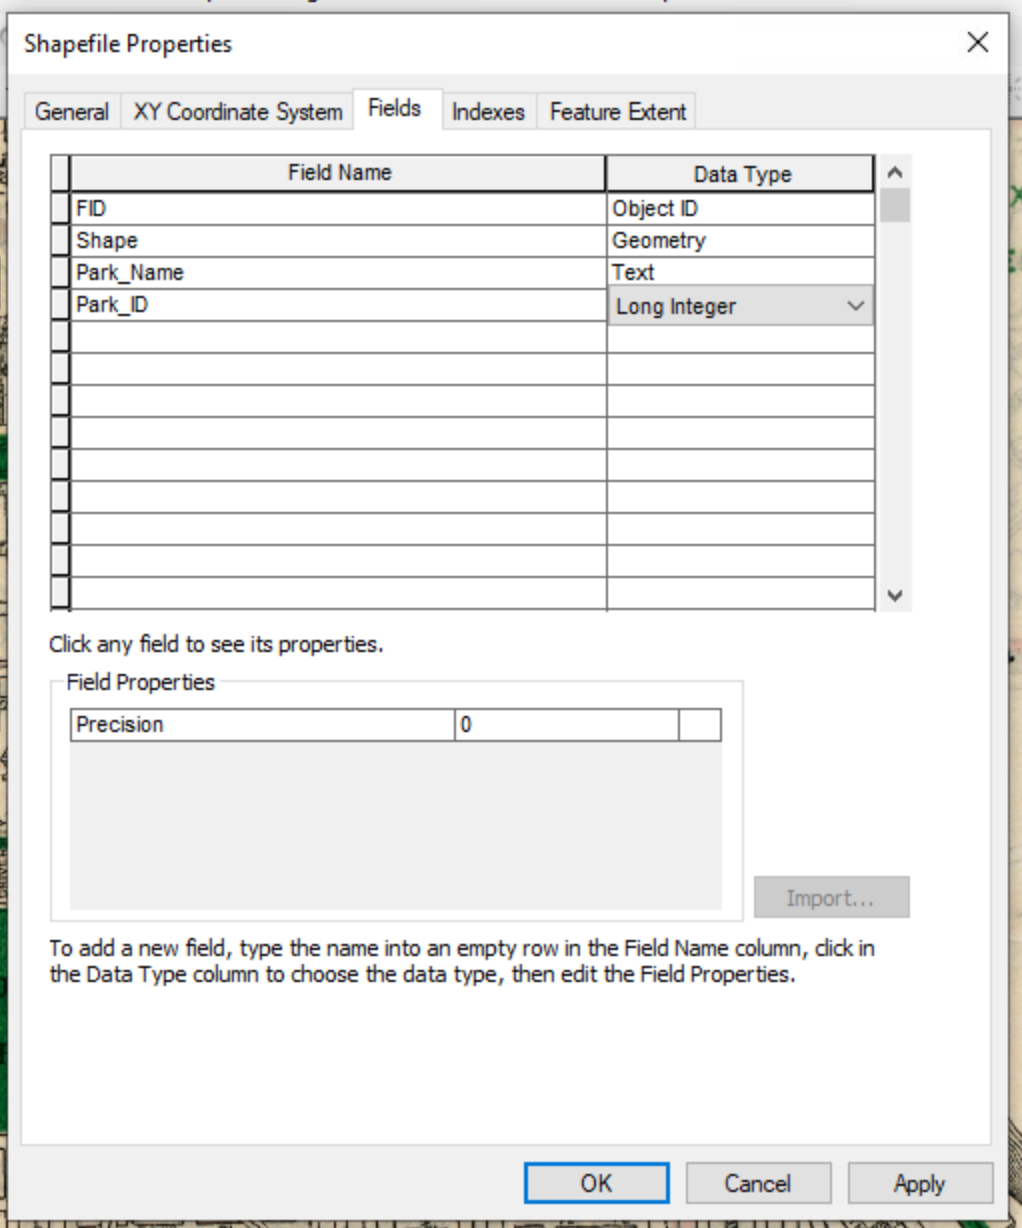 Shapefile Properties
General XY Coordinate System Fields Indexes Feature Extent
Field Name Data Type
FID Object ID
Shape Geometry
Park_Name Text
Park_ID Long Integer
Click any field to see its properties.
Field Properties
Precision 0
Import...
To add a new field, type the name into an empty row in the Field Name column, click in
the Data Type column to choose the data type, then edit the Field Properties.
OK Cancel Apply